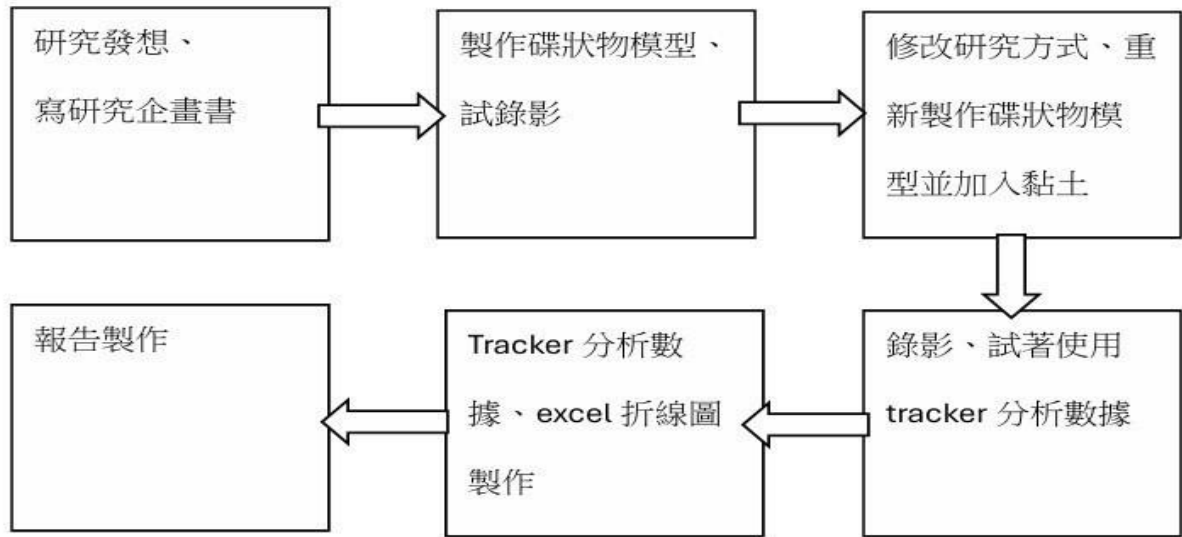 研究發想、
寫研究企畫書
製作碟狀物模型、
試錄影
修改研究方式、重
新製作碟狀物模
型並加入黏土
錄影、試著使用
tracker 分析數據
Tracker 分析數
據、excel 折線圖
製作
報告製作